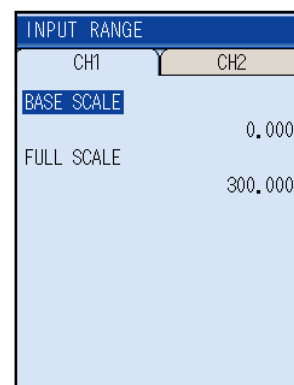 INPUT RANGE
CH1 CH2
BASE SCALE
0.000
FULL SCALE
300.000